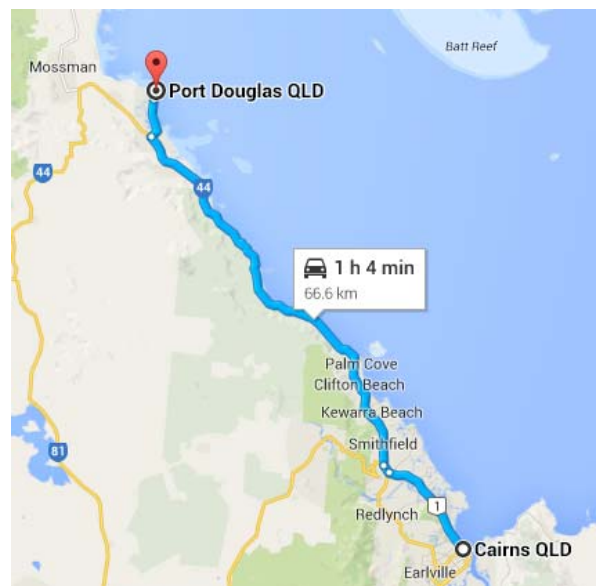 Batt Reef
Mossman
Port Douglas QLD
44
44
1 h 4 min
66.6 km
Palm Cove
Clifton Beach
Kewarra Beach
Smithfield
81
1
Redlynch
Cairns QLD
Earlville